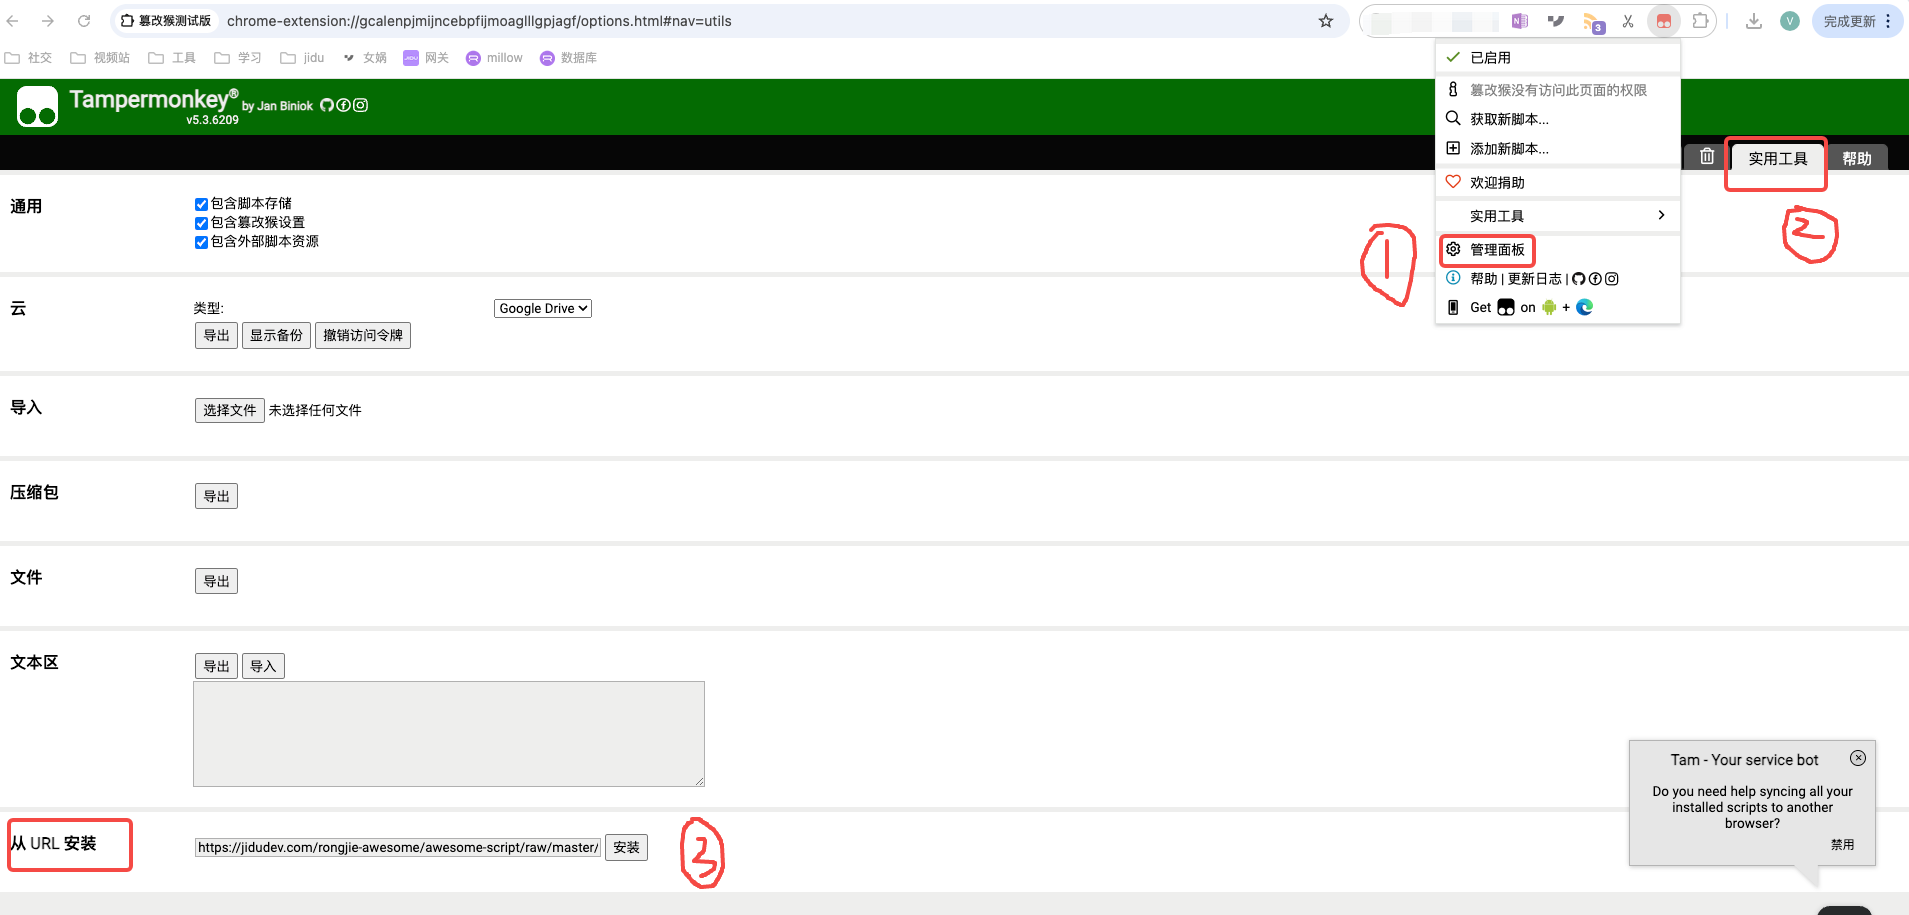 篡改猴测试版 chrome-extension://gcalenpjmijncebpfijmoaglllgpjagf/options.html#nav=utils 3 V 完成更新
社交 视频站 工具 学习 jidu 女娲 网关 millow 数据库
Tampermonkey® by Jan Biniok
v5.3.6209
已启用
篡改猴没有访问此页面的权限
获取新脚本...
添加新脚本...
欢迎捐助
实用工具
管理面板
帮助 | 更新日志 |
Get on +
实用工具 帮助
1
2
通用
包含脚本存储
包含篡改猴设置
包含外部脚本资源
云
类型: Google Drive
导出 显示备份 撤销访问令牌
导入
选择文件 未选择任何文件
压缩包
导出
文件
导出
文本区
导出 导入
从 URL 安装
https://jidudev.com/rongjie-awesome/awesome-script/raw/master/ 安装
3
Tam - Your service bot
Do you need help syncing all your
installed scripts to another
browser?
禁用